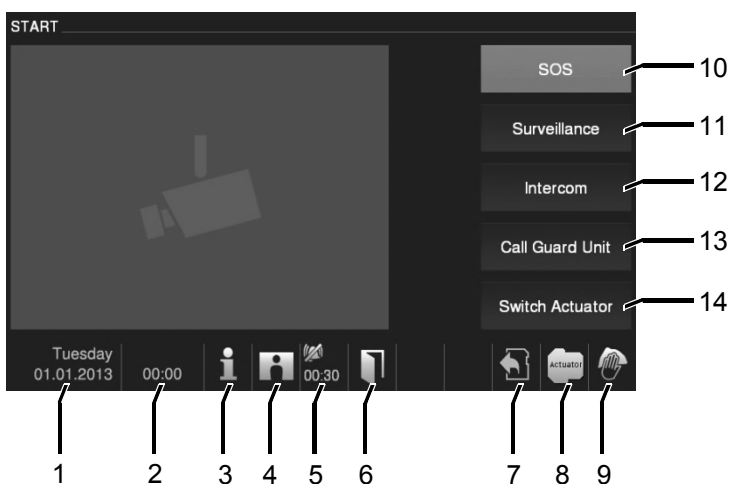 START
SOS
10
Surveillance
11
Intercom
12
Call Guard Unit
13
Switch Actuator
14
Tuesday
01.01.2013
00:00
00:30
Actuator
1 2 3 4 5 6 7 8 9